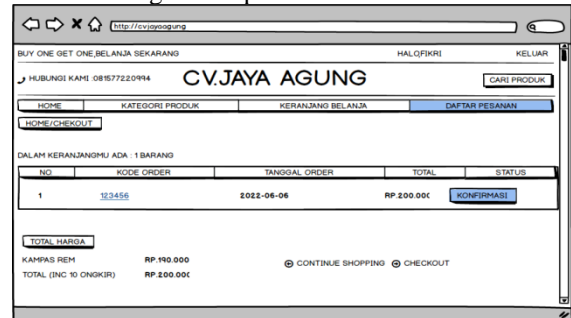 http://cvjayaagung
BUY ONE GET ONE,BELANJA SEKARANG HALO,FIKRI KELUAR
HUBUNGI KAMI :081577220994 CV.JAYA AGUNG CARI PRODUK
HOME KATEGORI PRODUK KERANJANG BELANJA DAFTAR PESANAN
HOME/CHEKOUT
DALAM KERANJANGMU ADA : 1 BARANG
NO KODE ORDER TANGGAL ORDER TOTAL STATUS
1 123456 2022-06-06 RP.200.00( KONFIRMASI
TOTAL HARGA
KAMPAS REM RP.190.000
CONTINUE SHOPPING CHECKOUT
TOTAL (INC 10 ONGKIR) RP.200.00(